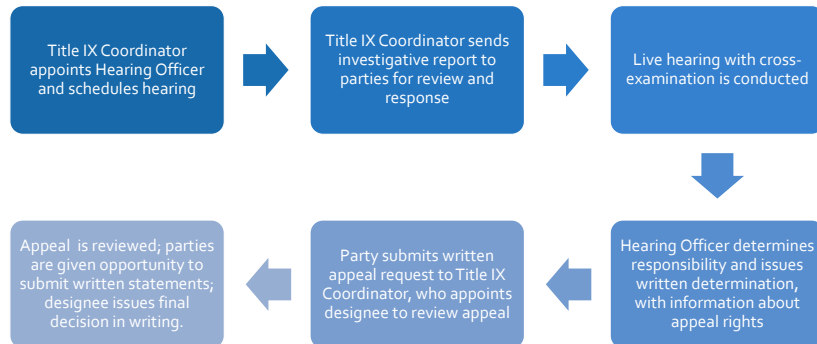 Title IX Coordinator
appoints Hearing Officer
and schedules hearing
Title IX Coordinator sends
investigative report to
parties for review and
response
Live hearing with cross-
examination is conducted
Hearing Officer determines
responsibility and issues
written determination,
with information about
appeal rights
Party submits written
appeal request to Title IX
Coordinator, who appoints
designee to review appeal
Appeal is reviewed; parties
are given opportunity to
submit written statements;
designee issues final
decision in writing.